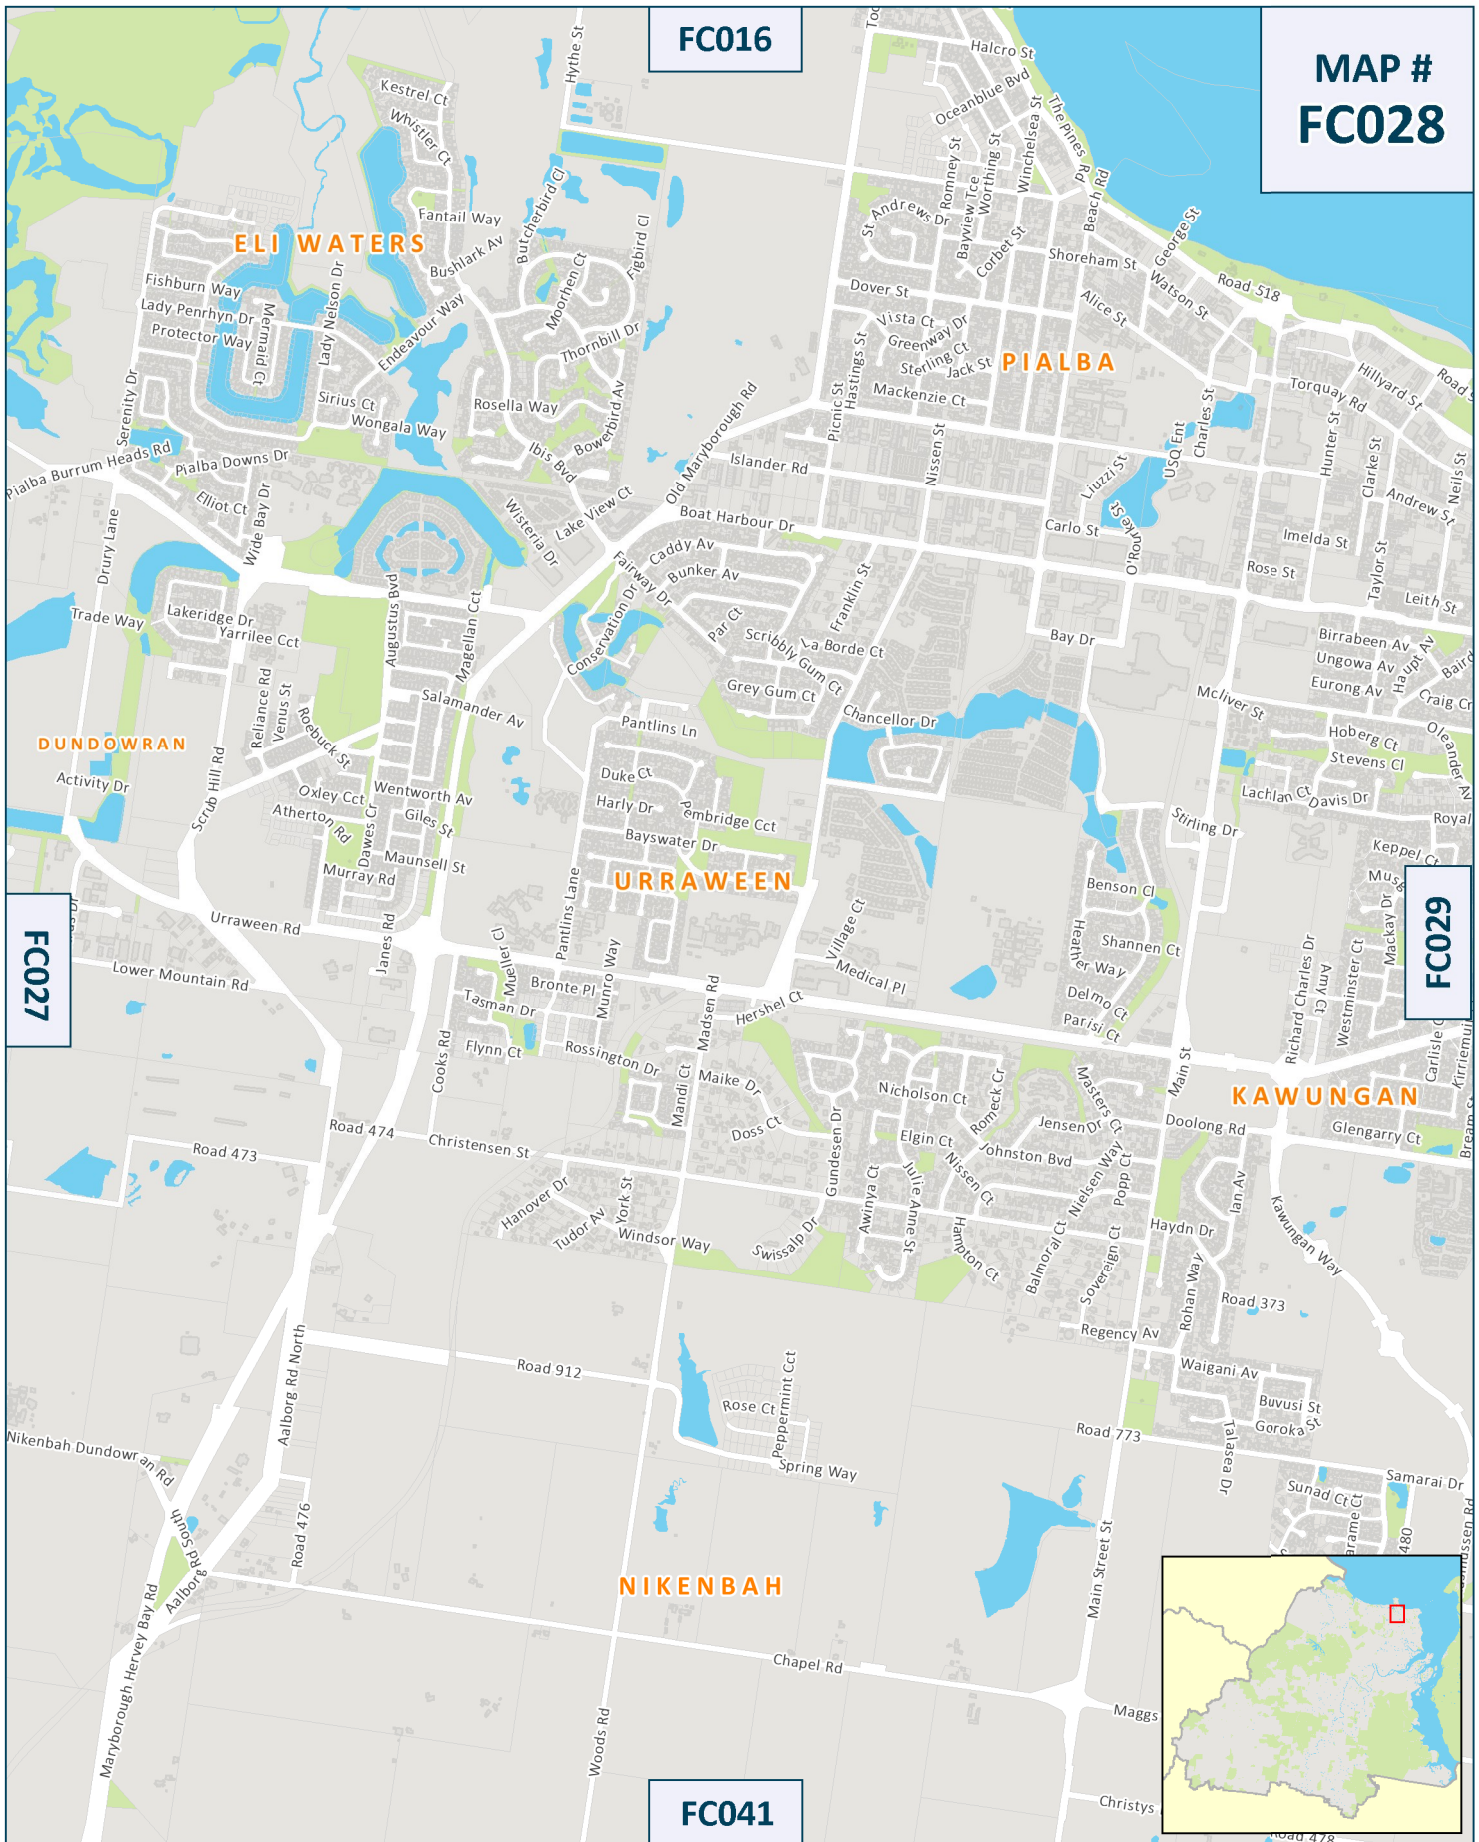 FC016
MAP #
FC028
Hythe St
Halcro St
Oceanblue Bvd
The Pines Rd
Kestrel Ct
Whistler Ct
Winchelsea St
Worthing St
Romney St
Bayview Tce
Beach Rd
Butcherbird Cl
Fantail Way
St Andrews Dr
Corbet St
George St
Figbird Cl
ELI WATERS
Bushlark Av
Moorhen Ct
Shoreham St
Watson St
Road 518
Fishburn Way
Lady Nelson Dr
Dover St
Alice St
Lady Penrhyn Dr
Endeavour Way
Mermaid Ct
Protector Way
Thornbill Dr
Vista Ct
Greenway Dr
Sterling Ct
Jack St
PIALBA
Hastings St
Hillyard St
Torquay Rd
Serenity Dr
Sirius Ct
Rosella Way
Bowerbird Av
Old Maryborough Rd
Mackenzie Ct
Picnic St
Charles St
Wongala Way
Ibis Bvd
Nissen St
USQ Ent
Hunter St
Clarke St
Neils St
Pialba Burrum Heads Rd
Pialba Downs Dr
Islander Rd
Liuzzi St
Elliot Ct
Wide Bay Dr
Wisteria Dr
Lake View Ct
Andrew St
Boat Harbour Dr
Carlo St
O'Rourke St
Imelda St
Drury Lane
Caddy Av
Fairway Dr
Bunker Av
Franklin St
Rose St
Taylor St
Leith St
Trade Way
Lakeridge Dr
Yarrilee Cct
Augustus Bvd
Magellan Cct
Conservation Dr
Par Ct
Scribbly Gum Ct
La Borde Ct
Bay Dr
Birrabeen Av
Ungowa Av
Haupt Av
Baird
Eurong Av
Craig Cr
Grey Gum Ct
McIiver St
Reliance Rd
Venus St
Roebuck St
Salamander Av
Pantlins Ln
Chancellor Dr
Hoberg Ct
Oleander Av
Stevens Cl
DUNDOWRAN
Activity Dr
Scrub Hill Rd
Duke Ct
Lachlan Ct
Davis Dr
Oxley Cct
Wentworth Av
Harly Dr
Pembridge Cct
Atherton Rd
Dawes Cr
Giles St
Stirling Dr
Royal
Bayswater Dr
Keppel Ct
Maunsell St
Murray Rd
URRAWEEN
Benson Cl
FC027
FC029
Urraween Rd
Janes Rd
Pantlins Lane
Village Ct
Heather Way
Shannen Ct
Mackay Dr
Lower Mountain Rd
Mueller Cl
Bronte Pl
Munro Way
Medical Pl
Richard Charles Dr
Amy Ct
Westminster Ct
Tasman Dr
Madsen Rd
Hershel Ct
Delmo Ct
Parisi Ct
Flynn Ct
Rossington Dr
Cooks Rd
Main St
Mandi Ct
Maike Dr
Nicholson Ct
Romeck Cr
Masters Ct
KAWUNGAN
Doss Ct
Gundesen Dr
Elgin Ct
Jensen Dr
Doolong Rd
Glengarry Ct
Road 474
Christensen St
Road 473
Johnston Bvd
Nissen Ct
Julie Anne St
Awinya Ct
Nielsen Way
Popp Ct
Ian Av
Hanover Dr
York St
Tudor Av
Windsor Way
Swissalp Dr
Hampton Ct
Balmoral Ct
Sovereign Ct
Haydn Dr
Kawungan Way
Rohan Way
Road 373
Regency Av
Aalborg Rd North
Road 912
Peppermint Cct
Waigani Av
Rose Ct
Buvusi St
Goroka St
Talasea Dr
Road 773
Nikenbah Dundowran Rd
Spring Way
Samarai Dr
Sunad Ct
Road 476
Aalborg Rd South
Main Street St
480
NIKENBAH
Maryborough Hervey Bay Rd
Chapel Rd
Woods Rd
Maggs
Christys
FC041
Road 478